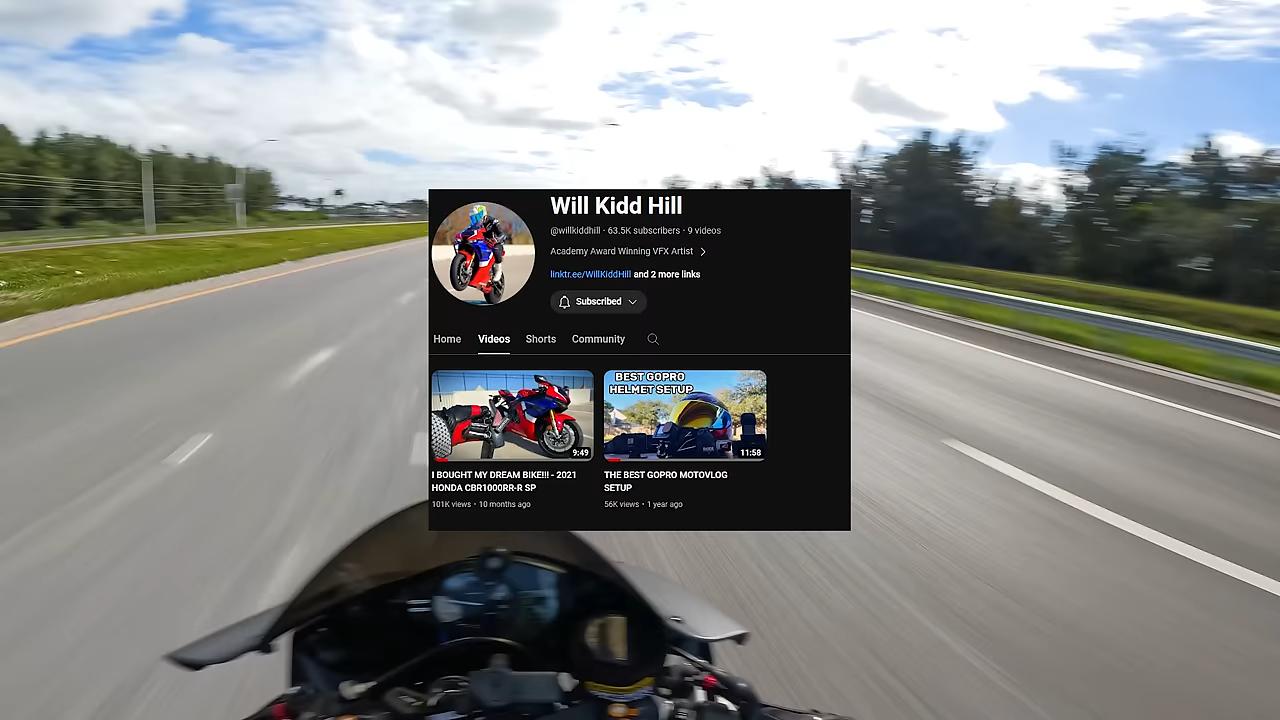 Will Kidd Hill
@willkiddhill · 63.5K subscribers · 9 videos
Academy Award Winning VFX Artist
linktr.ee/WillKiddHill and 2 more links
Subscribed
Home Videos Shorts Community
BEST GOPRO
HELMET SETUP
9:49
11:58
I BOUGHT MY DREAM BIKE!!! - 2021
HONDA CBR1000RR-R SP
101K views · 10 months ago
THE BEST GOPRO MOTOVLOG
SETUP
56K views · 1 year ago